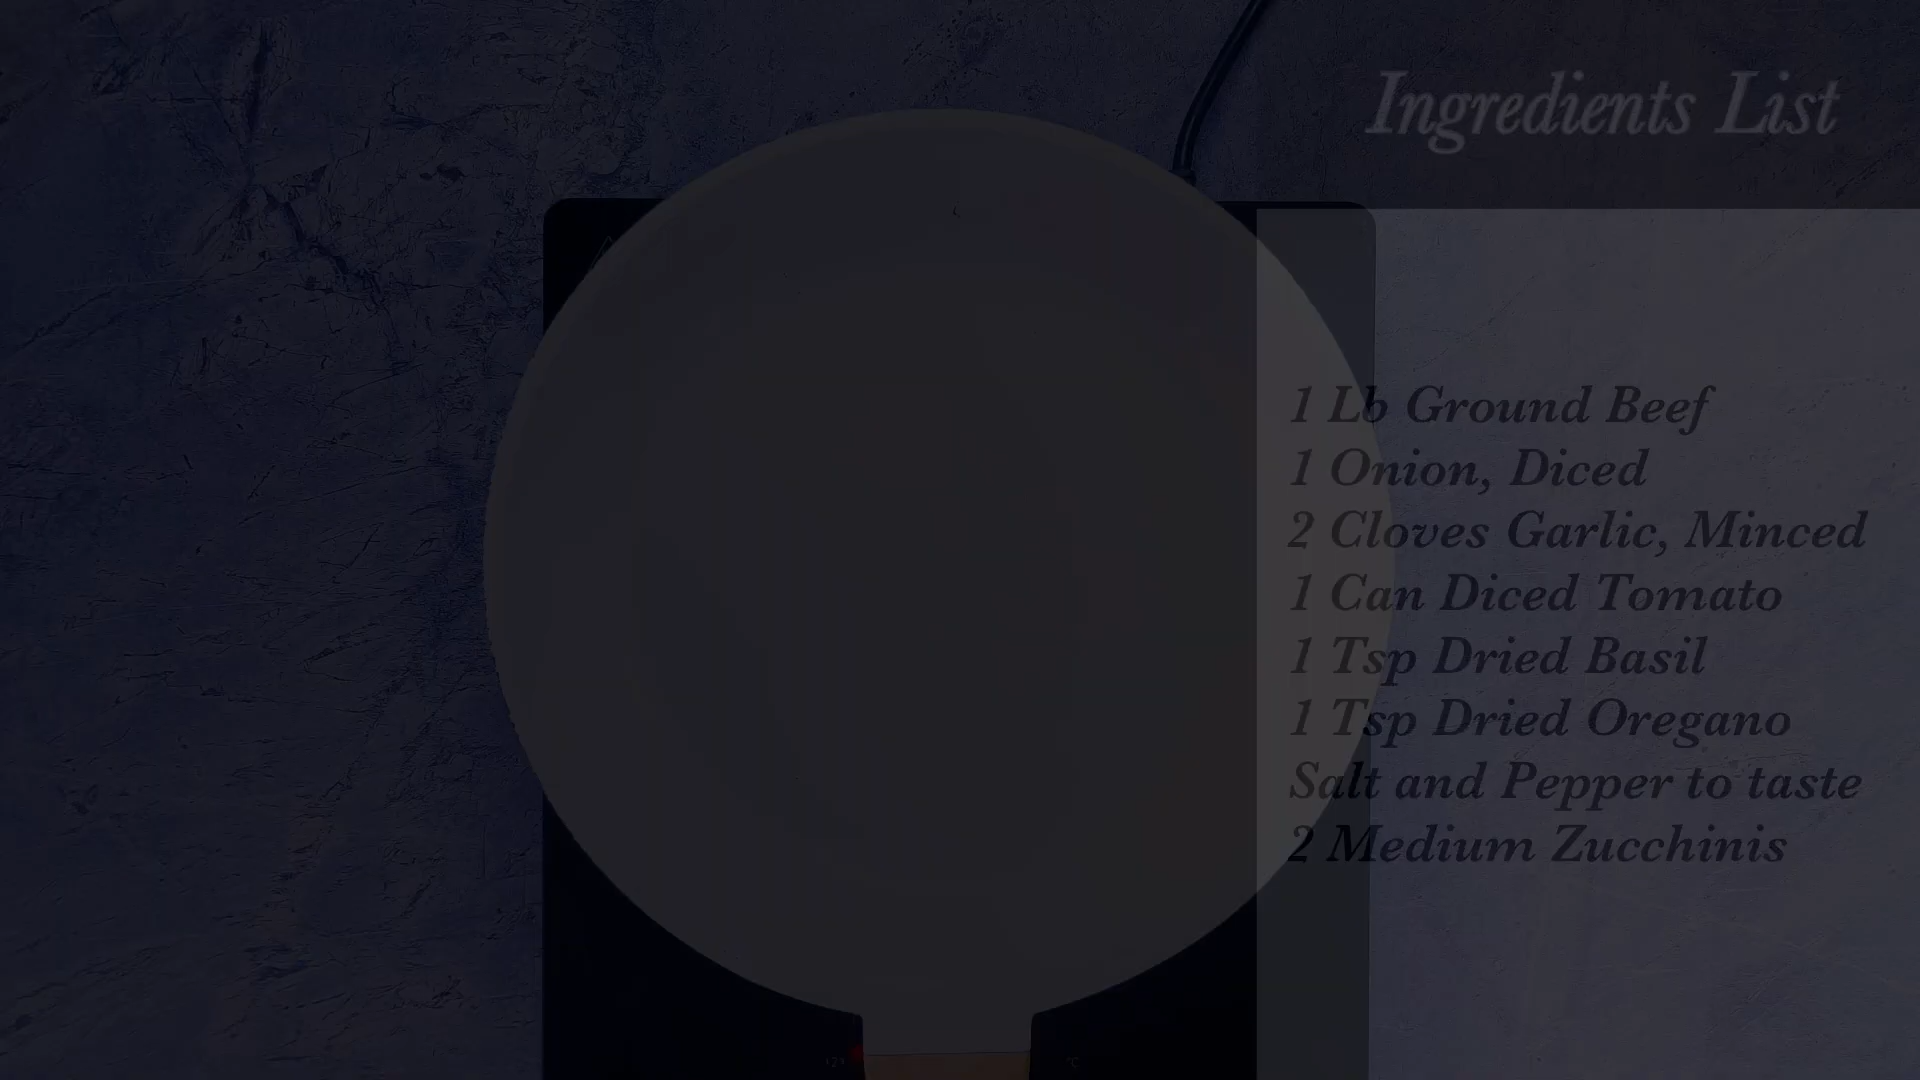 Ingredients List
1 Lb Ground Beef
1 Onion, Diced
2 Cloves Garlic, Minced
1 Can Diced Tomato
1 Tsp Dried Basil
1 Tsp Dried Oregano
Salt and Pepper to taste
2 Medium Zucchinis
°C